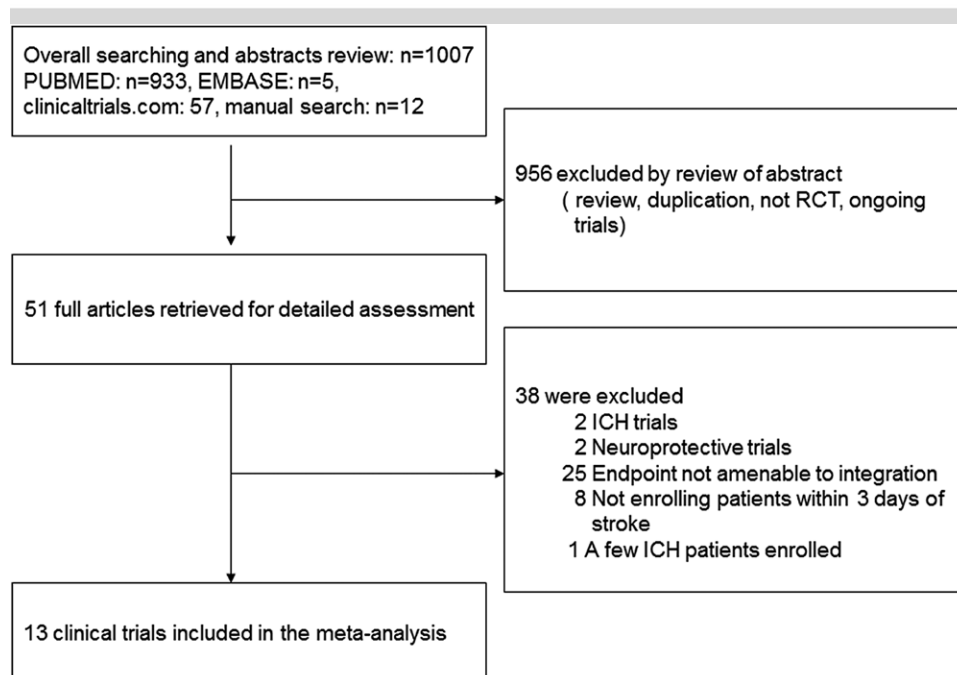 Overall searching and abstracts review: n=1007
PUBMED: n=933, EMBASE: n=5,
clinicaltrials.com: 57, manual search: n=12
956 excluded by review of abstract
( review, duplication, not RCT, ongoing
trials)
51 full articles retrieved for detailed assessment
38 were excluded
2 ICH trials
2 Neuroprotective trials
25 Endpoint not amenable to integration
8 Not enrolling patients within 3 days of
stroke
1 A few ICH patients enrolled
13 clinical trials included in the meta-analysis